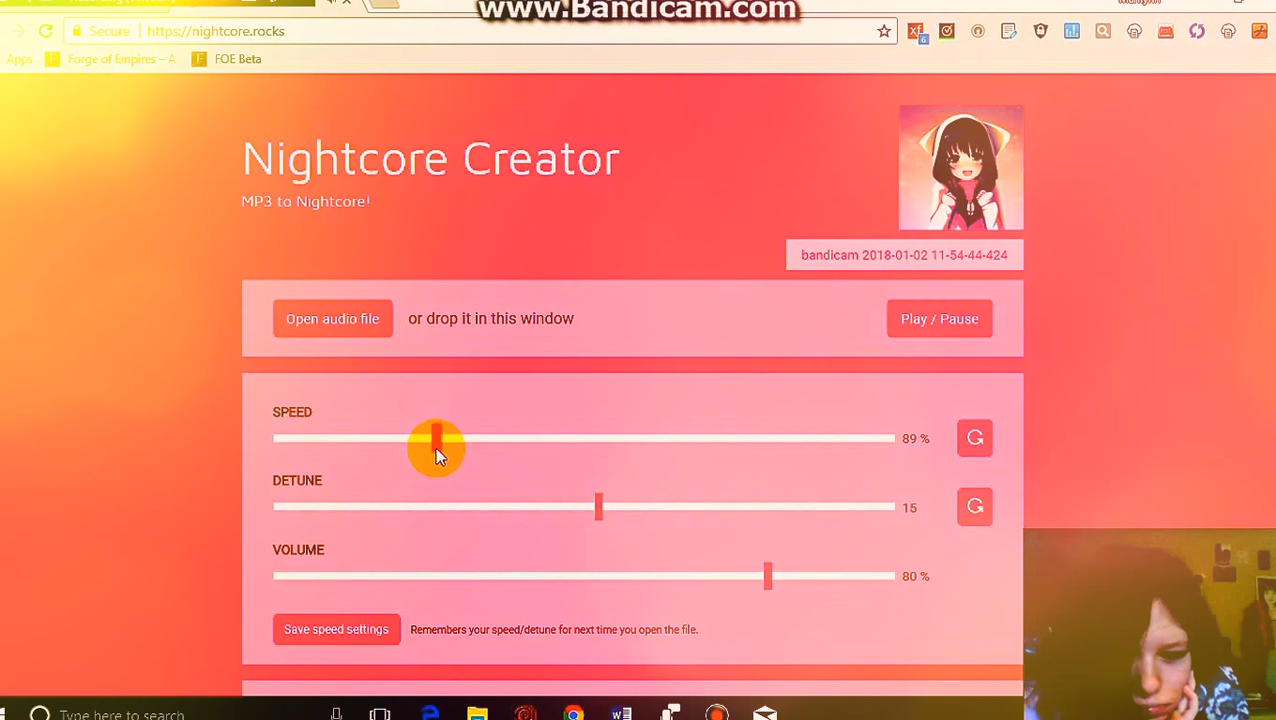 www.Bandicam.com
Secure https://nightcore.rocks
Apps Forge of Empires – A FOE Beta
Nightcore Creator
MP3 to Nightcore!
bandicam 2018-01-02 11-54-44-424
Open audio file or drop it in this window Play / Pause
SPEED
89 %
DETUNE
15
VOLUME
80 %
Save speed settings Remembers your speed/detune for next time you open the file.
Type here to search